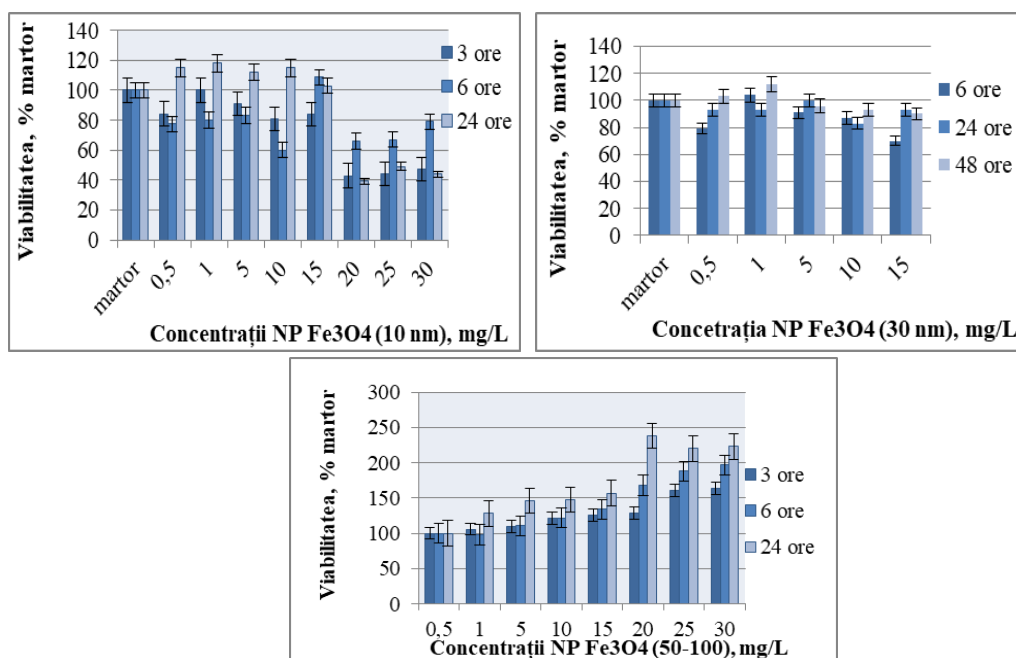 Viabilitatea, % martor
140
120
100
80
60
40
20
0
martor
0,5
1
5
10
15
20
25
30
3 ore
6 ore
24 ore
Concentrații NP Fe3O4 (10 nm), mg/L
Viabilitatea, % martor
140
120
100
80
60
40
20
0
martor
0,5
1
5
10
15
6 ore
24 ore
48 ore
Concetrația NP Fe3O4 (30 nm), mg/L
Viabilitatea, % martor
300
250
200
150
100
50
0
0,5 1 5 10 15 20 25 30
3 ore
6 ore
24 ore
Concentrații NP Fe3O4 (50-100), mg/L